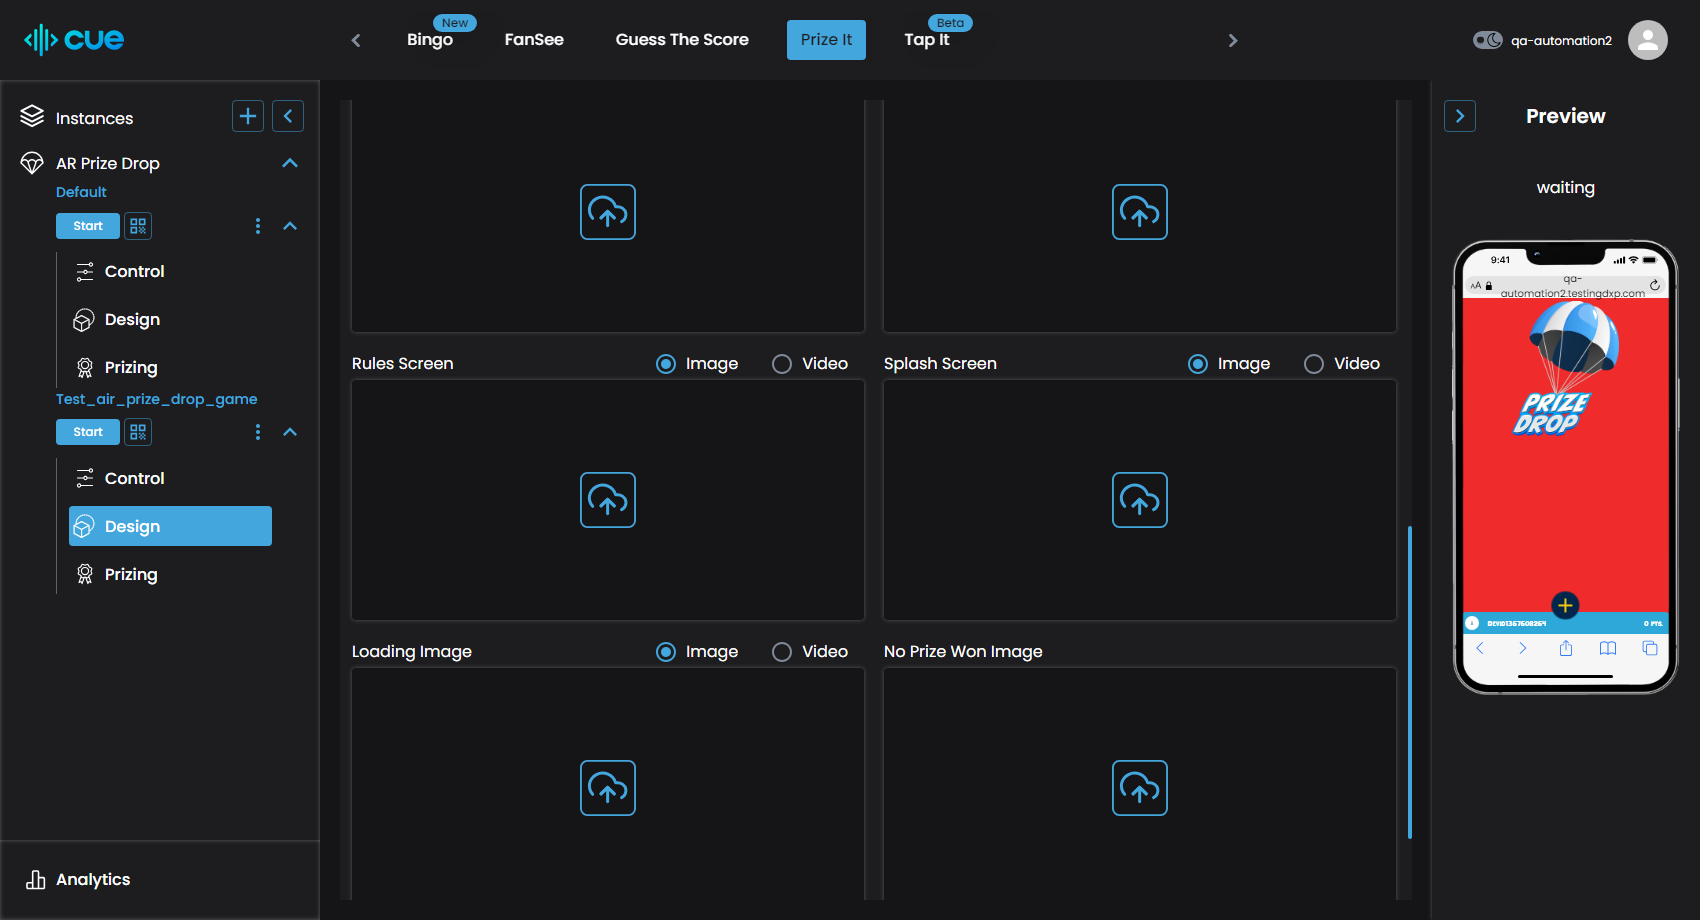 cue
New
Bingo
FanSee
Guess The Score
Prize It
Beta
Tap It
qa-automation2
Instances
AR Prize Drop
Default
Start
Control
Design
Prizing
Test_air_prize_drop_game
Start
Control
Design
Prizing
Analytics
Rules Screen
Image
Video
Splash Screen
Image
Video
Loading Image
Image
Video
No Prize Won Image
Preview
waiting
9:41
AA
qa-
automation2.testingdxp.com
PRIZE
DROP
0 PTS.